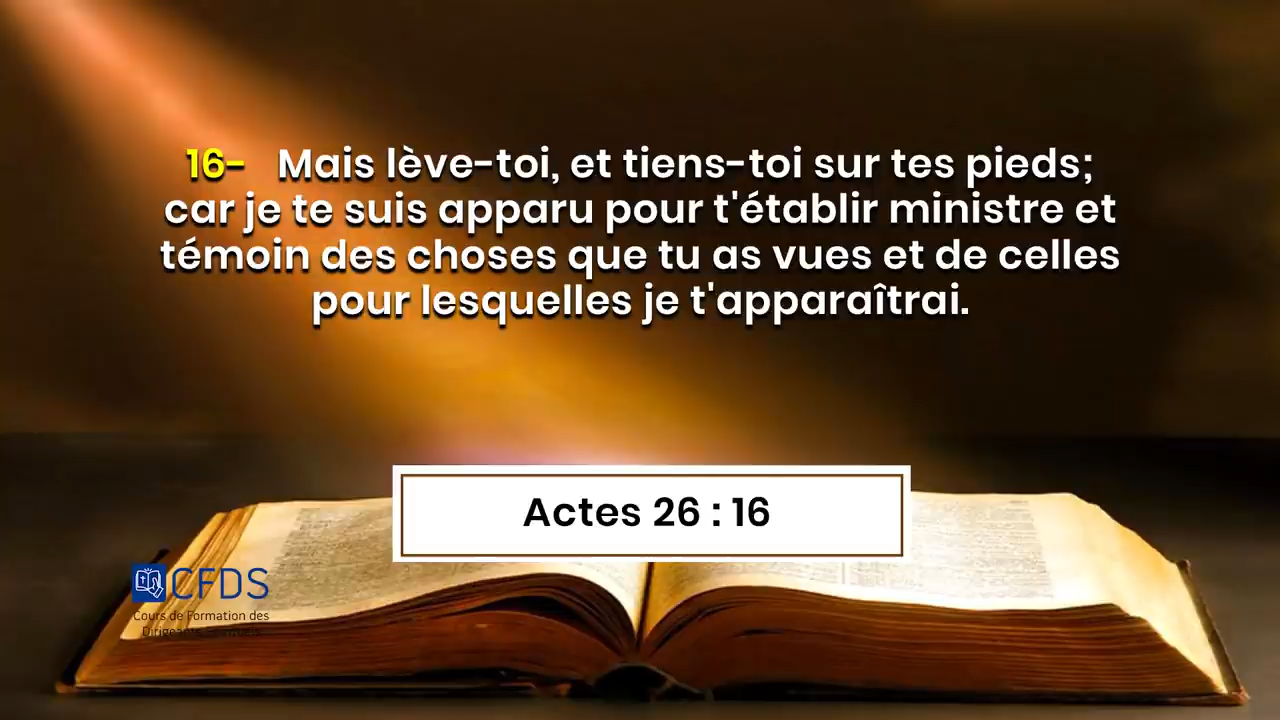 16- Mais lève-toi, et tiens-toi sur tes pieds;
car je te suis apparu pour t'établir ministre et
témoin des choses que tu as vues et de celles
pour lesquelles je t'apparaîtrai.
Actes 26 : 16
CFDS
Cours de Formation des
Dirigeants